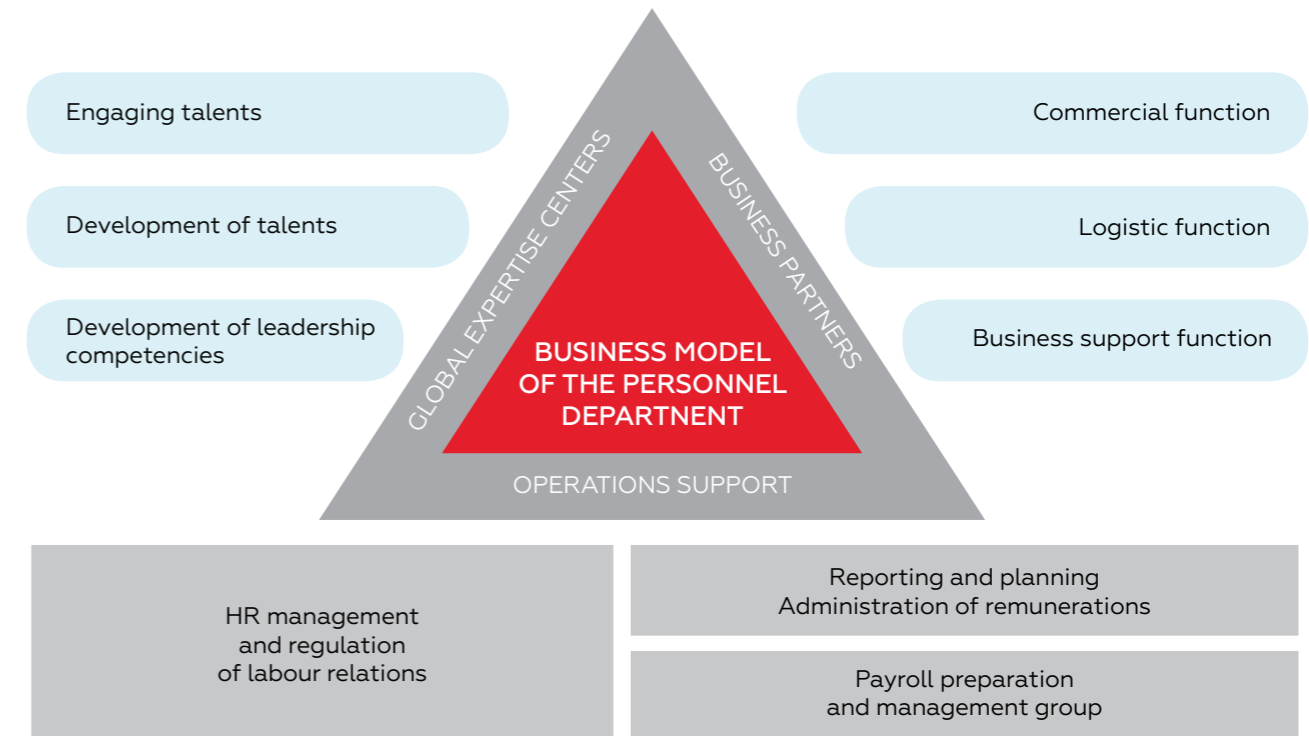 Engaging talents
Development of talents
Development of leadership
competencies
GLOBAL EXPERTISE CENTERS
BUSINESS PARTNERS
Commercial function
Logistic function
Business support function
BUSINESS MODEL
OF THE PERSONNEL
DEPARTNENT
OPERATIONS SUPPORT
HR management
and regulation
of labour relations
Reporting and planning
Administration of remunerations
Payroll preparation
and management group